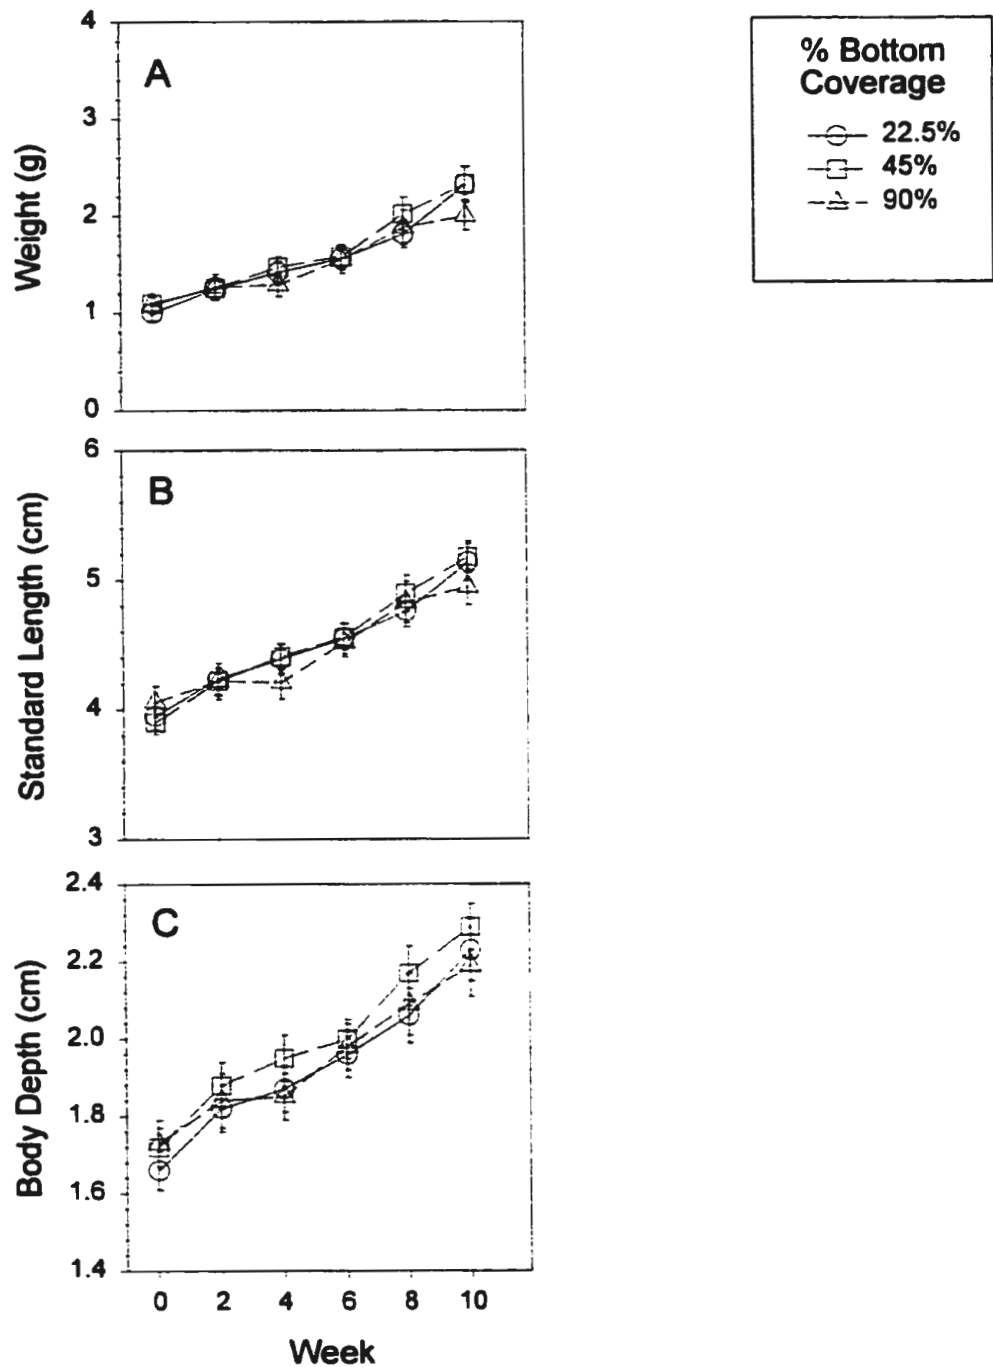 4
3
2
1
0
Weight (g)
A
% Bottom
Coverage
22.5%
45%
90%
6
5
4
3
Standard Length (cm)
B
2.4
2.2
2.0
1.8
1.6
1.4
Body Depth (cm)
C
0 2 4 6 8 10
Week